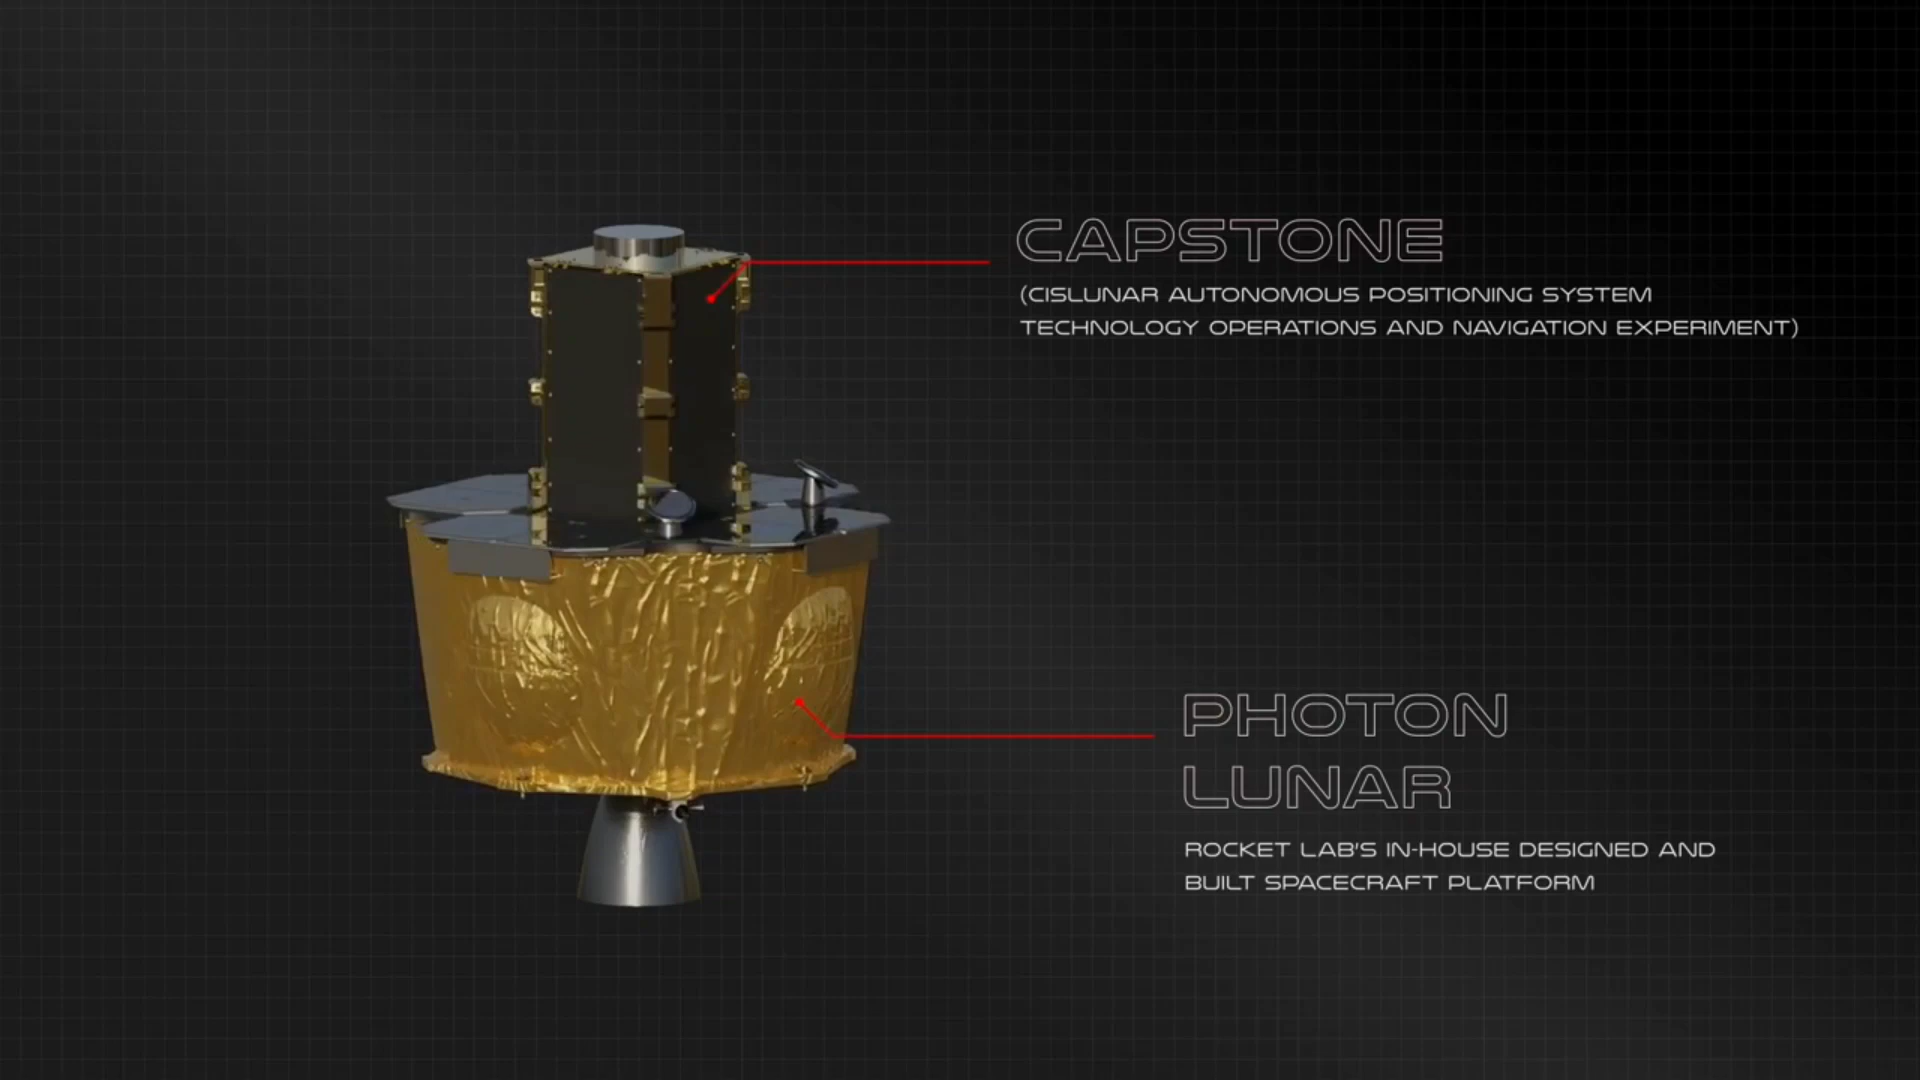 CAPSTONE
(CISLUNAR AUTONOMOUS POSITIONING SYSTEM
TECHNOLOGY OPERATIONS AND NAVIGATION EXPERIMENT)
PHOTON
LUNAR
ROCKET LAB'S IN-HOUSE DESIGNED AND
BUILT SPACECRAFT PLATFORM